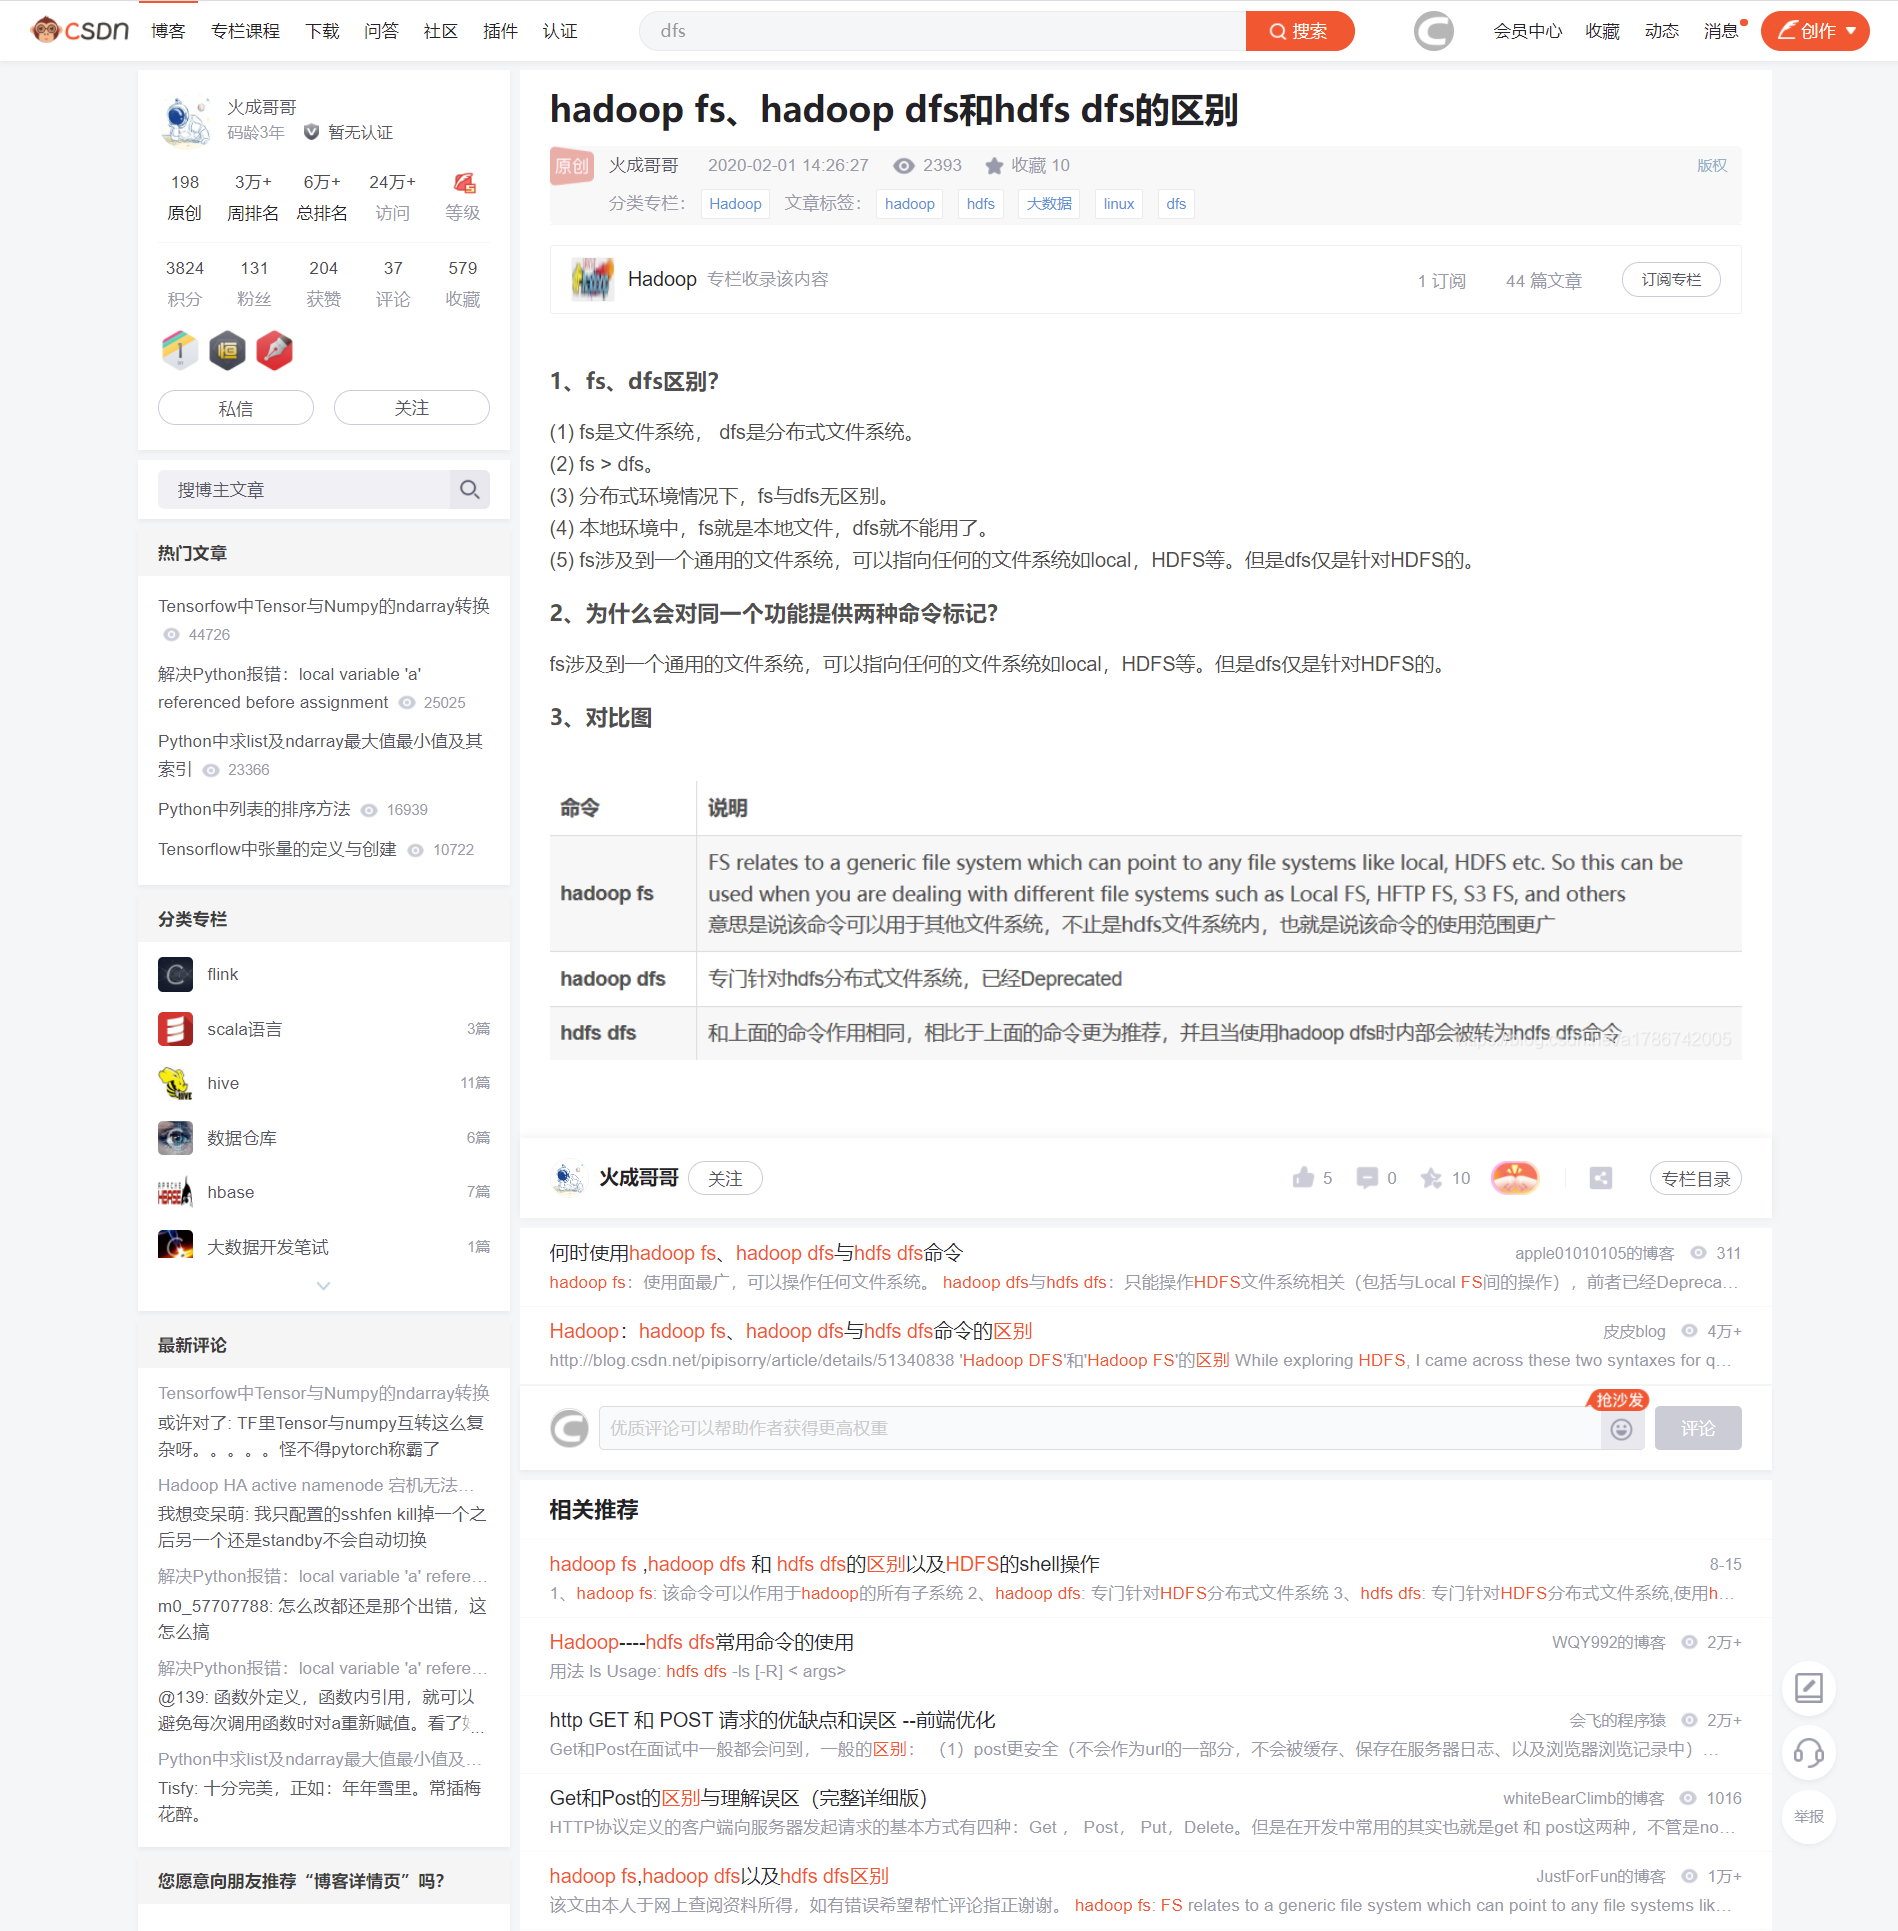 CSDN 博客 专栏课程 下载 问答 社区 插件 认证 dfs 搜索 会员中心 收藏 动态 消息 创作
火成哥哥
码龄3年 暂无认证
198 3万+ 6万+ 24万+
原创 周排名 总排名 访问 等级
3824 131 204 37 579
积分 粉丝 获赞 评论 收藏
私信 关注
搜博主文章
热门文章
Tensorfow中Tensor与Numpy的ndarray转换
44726
解决Python报错：local variable 'a'
referenced before assignment 25025
Python中求list及ndarray最大值最小值及其
索引 23366
Python中列表的排序方法 16939
Tensorflow中张量的定义与创建 10722
分类专栏
flink
scala语言 3篇
hive 11篇
数据仓库 6篇
hbase 7篇
大数据开发笔试 1篇
最新评论
Tensorfow中Tensor与Numpy的ndarray转换
或许对了: TF里Tensor与numpy互转这么复
杂呀。。。。。怪不得pytorch称霸了
Hadoop HA active namenode 宕机无法...
我想变呆萌: 我只配置的sshfen kill掉一个之
后另一个还是standby不会自动切换
解决Python报错：local variable 'a' refere...
m0_57707788: 怎么改都还是那个出错，这
怎么搞
解决Python报错：local variable 'a' refere...
@139: 函数外定义，函数内引用，就可以
避免每次调用函数时对a重新赋值。看了...
Python中求list及ndarray最大值最小值及...
Tisfy: 十分完美，正如：年年雪里。常插梅
花醉。
您愿意向朋友推荐“博客详情页”吗？
hadoop fs、hadoop dfs和hdfs dfs的区别
原创 火成哥哥 2020-02-01 14:26:27 2393 收藏 10 版权
分类专栏： Hadoop 文章标签： hadoop hdfs 大数据 linux dfs
Hadoop 专栏收录该内容 1 订阅 44 篇文章 订阅专栏
1、fs、dfs区别?
(1) fs是文件系统， dfs是分布式文件系统。
(2) fs > dfs。
(3) 分布式环境情况下，fs与dfs无区别。
(4) 本地环境中，fs就是本地文件，dfs就不能用了。
(5) fs涉及到一个通用的文件系统，可以指向任何的文件系统如local，HDFS等。但是dfs仅是针对HDFS的。
2、为什么会对同一个功能提供两种命令标记?
fs涉及到一个通用的文件系统，可以指向任何的文件系统如local，HDFS等。但是dfs仅是针对HDFS的。
3、对比图
命令 说明
hadoop fs
FS relates to a generic file system which can point to any file systems like local, HDFS etc. So this can be
used when you are dealing with different file systems such as Local FS, HFTP FS, S3 FS, and others
意思是说该命令可以用于其他文件系统，不止是hdfs文件系统内，也就是说该命令的使用范围更广
hadoop dfs 专门针对hdfs分布式文件系统，已经Deprecated
hdfs dfs 和上面的命令作用相同，相比于上面的命令更为推荐，并且当使用hadoop dfs时内部会被转为hdfs dfs命令
火成哥哥 关注 5 0 10 专栏目录
何时使用hadoop fs、hadoop dfs与hdfs dfs命令 apple01010105的博客 311
hadoop fs：使用面最广，可以操作任何文件系统。 hadoop dfs与hdfs dfs：只能操作HDFS文件系统相关（包括与Local FS间的操作），前者已经Depreca...
Hadoop：hadoop fs、hadoop dfs与hdfs dfs命令的区别 皮皮blog 4万+
http://blog.csdn.net/pipisorry/article/details/51340838 'Hadoop DFS'和'Hadoop FS'的区别 While exploring HDFS, I came across these two syntaxes for q...
抢沙发
优质评论可以帮助作者获得更高权重 评论
相关推荐
hadoop fs ,hadoop dfs 和 hdfs dfs的区别以及HDFS的shell操作 8-15
1、hadoop fs: 该命令可以作用于hadoop的所有子系统 2、hadoop dfs: 专门针对HDFS分布式文件系统 3、hdfs dfs: 专门针对HDFS分布式文件系统,使用h...
Hadoop----hdfs dfs常用命令的使用 WQY992的博客 2万+
用法 ls Usage: hdfs dfs -ls [-R] < args>
http GET 和 POST 请求的优缺点和误区 --前端优化 会飞的程序猿 2万+
Get和Post在面试中一般都会问到，一般的区别： （1）post更安全（不会作为url的一部分，不会被缓存、保存在服务器日志、以及浏览器浏览记录中）...
Get和Post的区别与理解误区（完整详细版） whiteBearClimb的博客 1016
HTTP协议定义的客户端向服务器发起请求的基本方式有四种：Get ， Post， Put，Delete。但是在开发中常用的其实也就是get 和 post这两种，不管是no...
hadoop fs,hadoop dfs以及hdfs dfs区别 JustForFun的博客 1万+
该文由本人于网上查阅资料所得，如有错误希望帮忙评论指正谢谢。 hadoop fs: FS relates to a generic file system which can point to any file systems lik...
举报